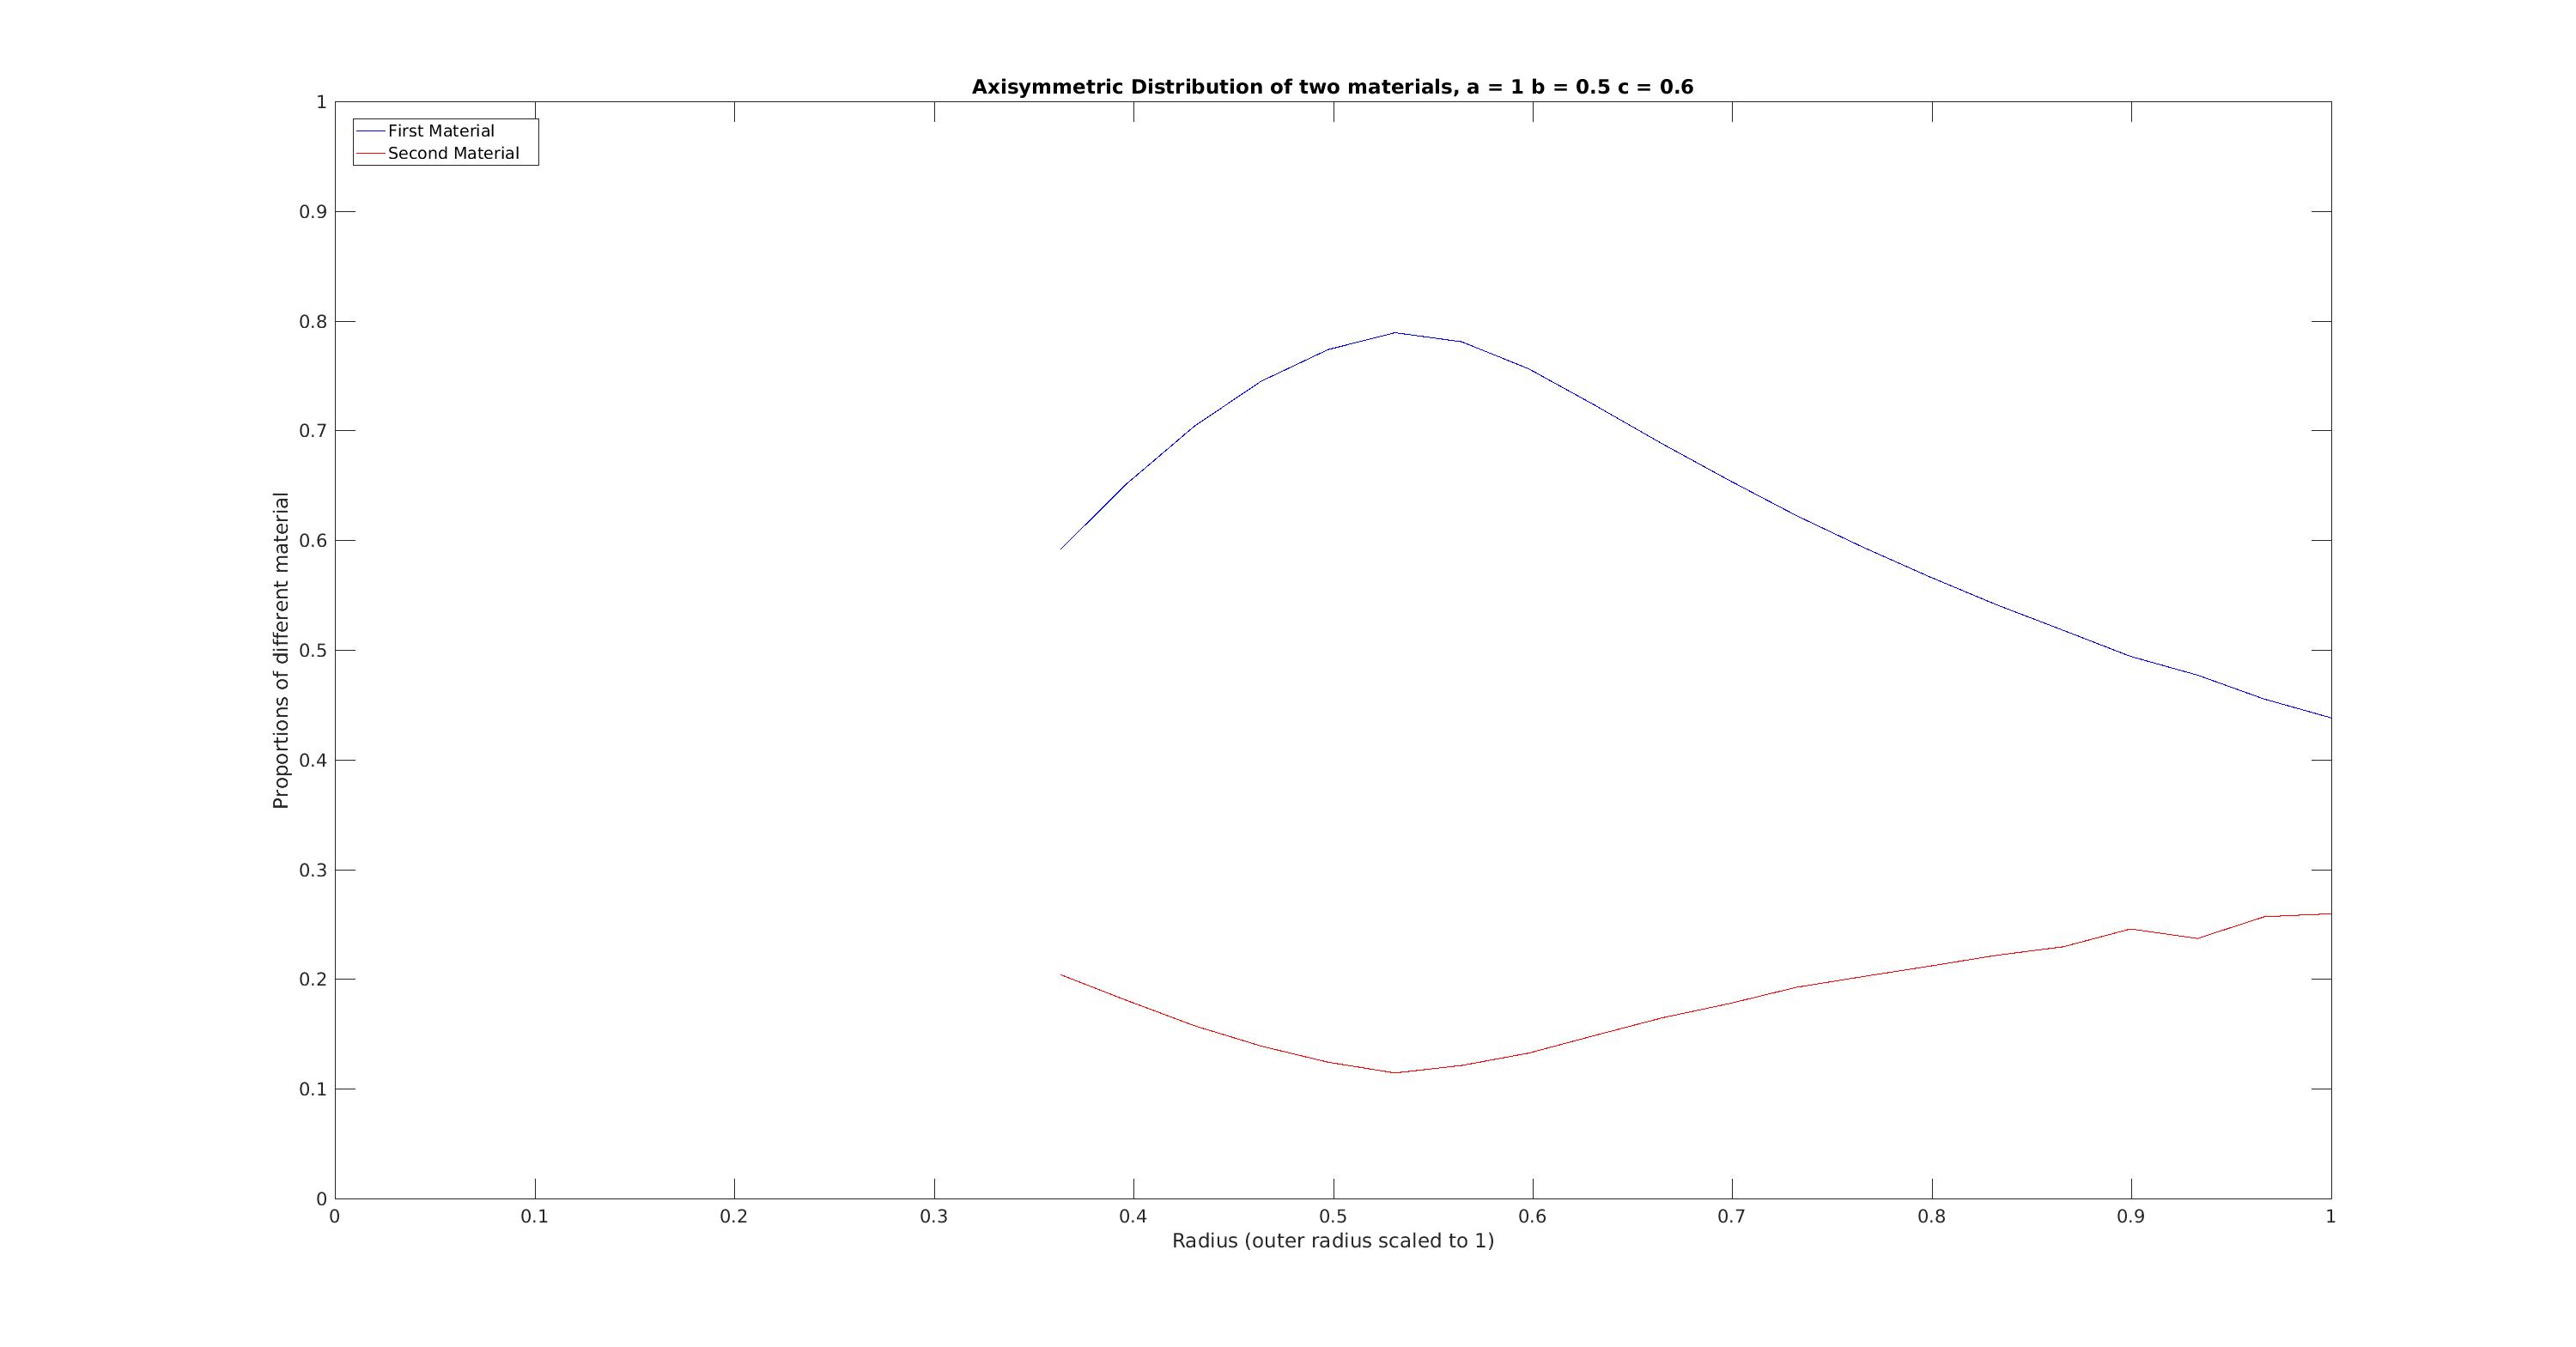 Axisymmetric Distribution of two materials, a = 1 b = 0.5 c = 0.6
First Material
Second Material
1
0.9
0.8
0.7
0.6
0.5
0.4
0.3
0.2
0.1
0
Proportions of different material
0 0.1 0.2 0.3 0.4 0.5 0.6 0.7 0.8 0.9 1
Radius (outer radius scaled to 1)